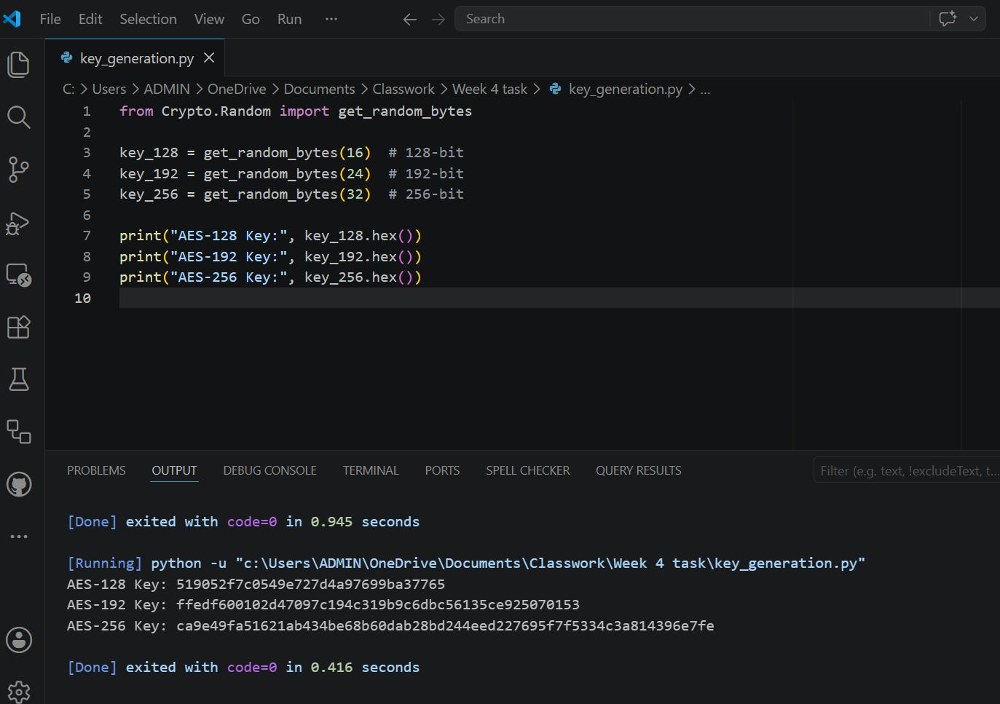 File Edit Selection View Go Run ··· Search
key_generation.py
C: > Users > ADMIN > OneDrive > Documents > Classwork > Week 4 task > key_generation.py > ...
1 from Crypto.Random import get_random_bytes
2
3 key_128 = get_random_bytes(16)  # 128-bit
4 key_192 = get_random_bytes(24)  # 192-bit
5 key_256 = get_random_bytes(32)  # 256-bit
6
7 print("AES-128 Key:", key_128.hex())
8 print("AES-192 Key:", key_192.hex())
9 print("AES-256 Key:", key_256.hex())
10
PROBLEMS OUTPUT DEBUG CONSOLE TERMINAL PORTS SPELL CHECKER QUERY RESULTS Filter (e.g. text, !excludeText, t...
[Done] exited with code=0 in 0.945 seconds
[Running] python -u "c:\Users\ADMIN\OneDrive\Documents\Classwork\Week 4 task\key_generation.py"
AES-128 Key: 519052f7c0549e727d4a97699ba37765
AES-192 Key: ffedf600102d47097c194c319b9c6dbc56135ce925070153
AES-256 Key: ca9e49fa51621ab434be68b60dab28bd244eed227695f7f5334c3a814396e7fe
[Done] exited with code=0 in 0.416 seconds